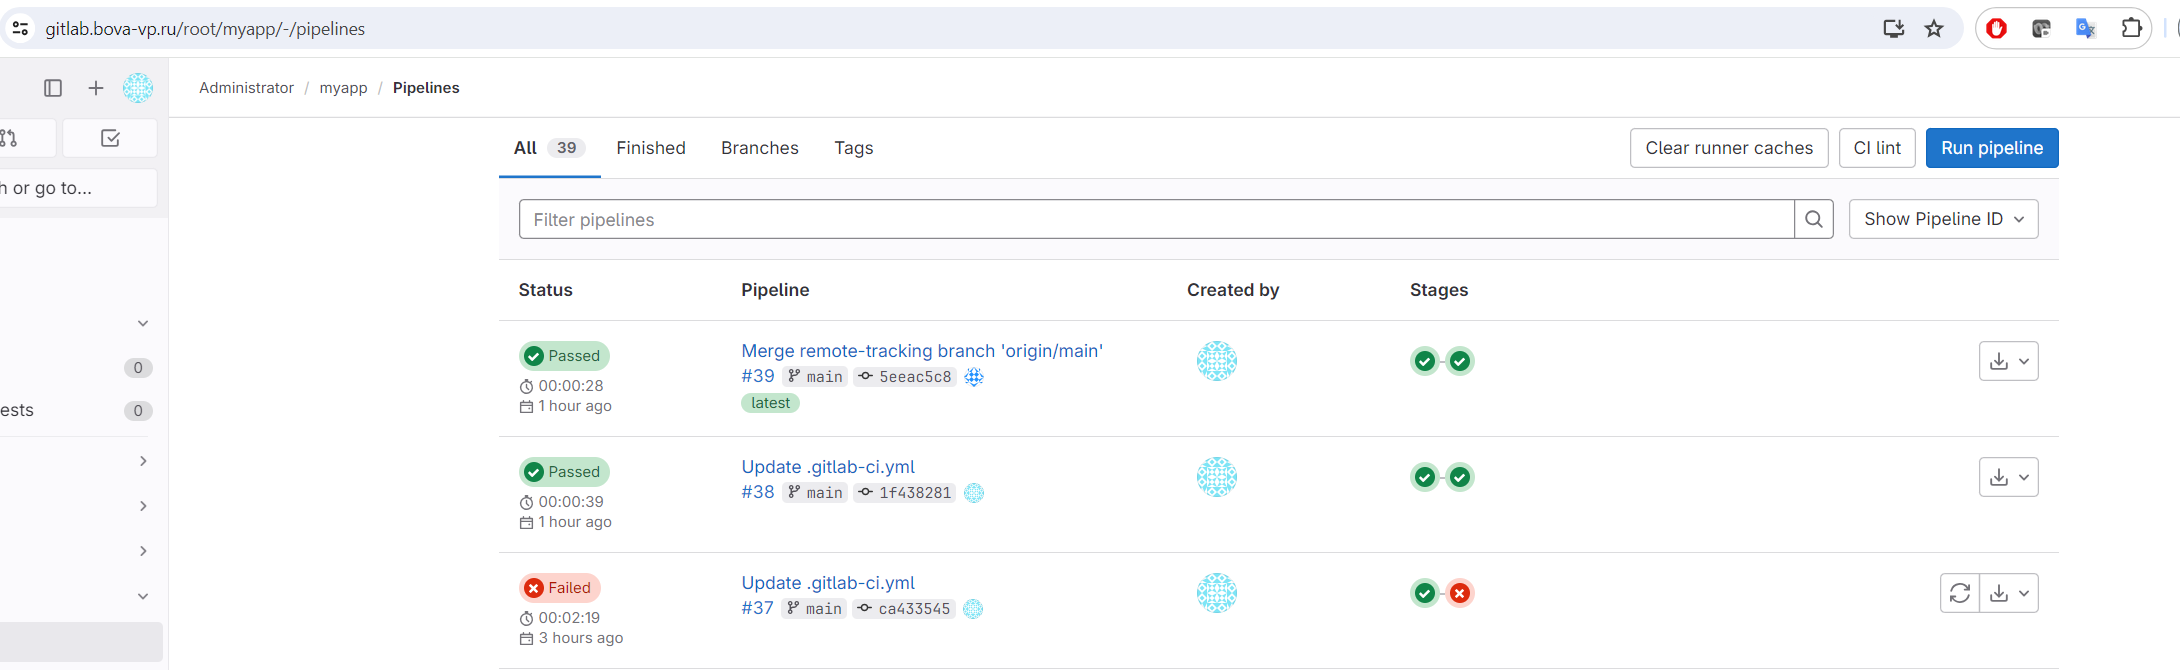 gitlab.bova-vp.ru/root/myapp/-/pipelines
Administrator / myapp / Pipelines
h or go to...
0
ests 0
All 39 Finished Branches Tags Clear runner caches CI lint Run pipeline
Filter pipelines Show Pipeline ID
Status Pipeline Created by Stages
Passed Merge remote-tracking branch 'origin/main'
00:00:28 #39 main 5eeac5c8
1 hour ago latest
Passed Update .gitlab-ci.yml
00:00:39 #38 main 1f438281
1 hour ago
Failed Update .gitlab-ci.yml
00:02:19 #37 main ca433545
3 hours ago